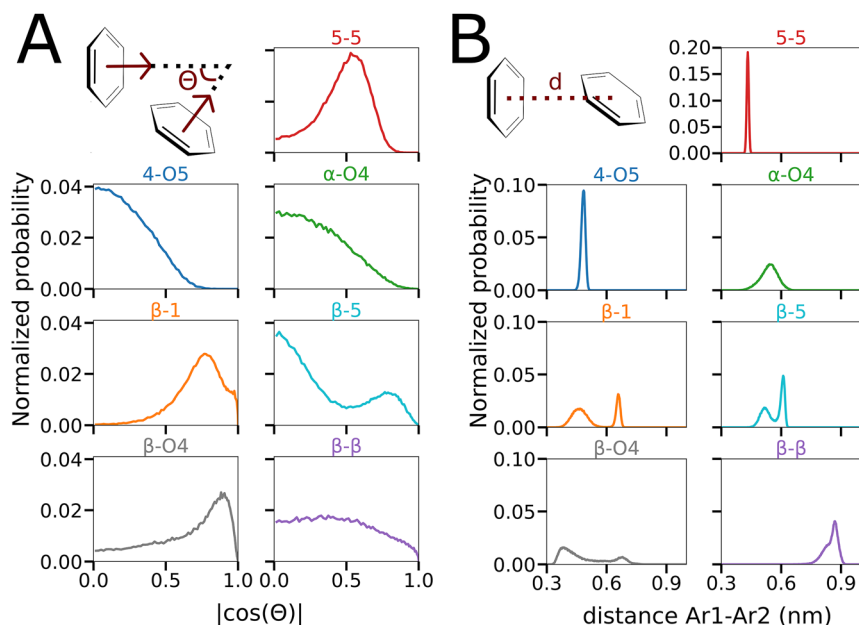 A
Θ
5-5
4-O5
α-O4
0.04
0.02
0.00
β-1
β-5
0.04
0.02
0.00
β-O4
β-β
0.04
0.02
0.00
0.0 0.5 1.0 0.0 0.5 1.0
Normalized probability
|cos(Θ)|
B
d
5-5
0.20
0.15
0.10
0.05
0.00
4-O5
α-O4
0.10
0.05
0.00
β-1
β-5
0.10
0.05
0.00
β-O4
β-β
0.10
0.05
0.00
0.3 0.6 0.9 0.3 0.6 0.9
Normalized probability
distance Ar1-Ar2 (nm)